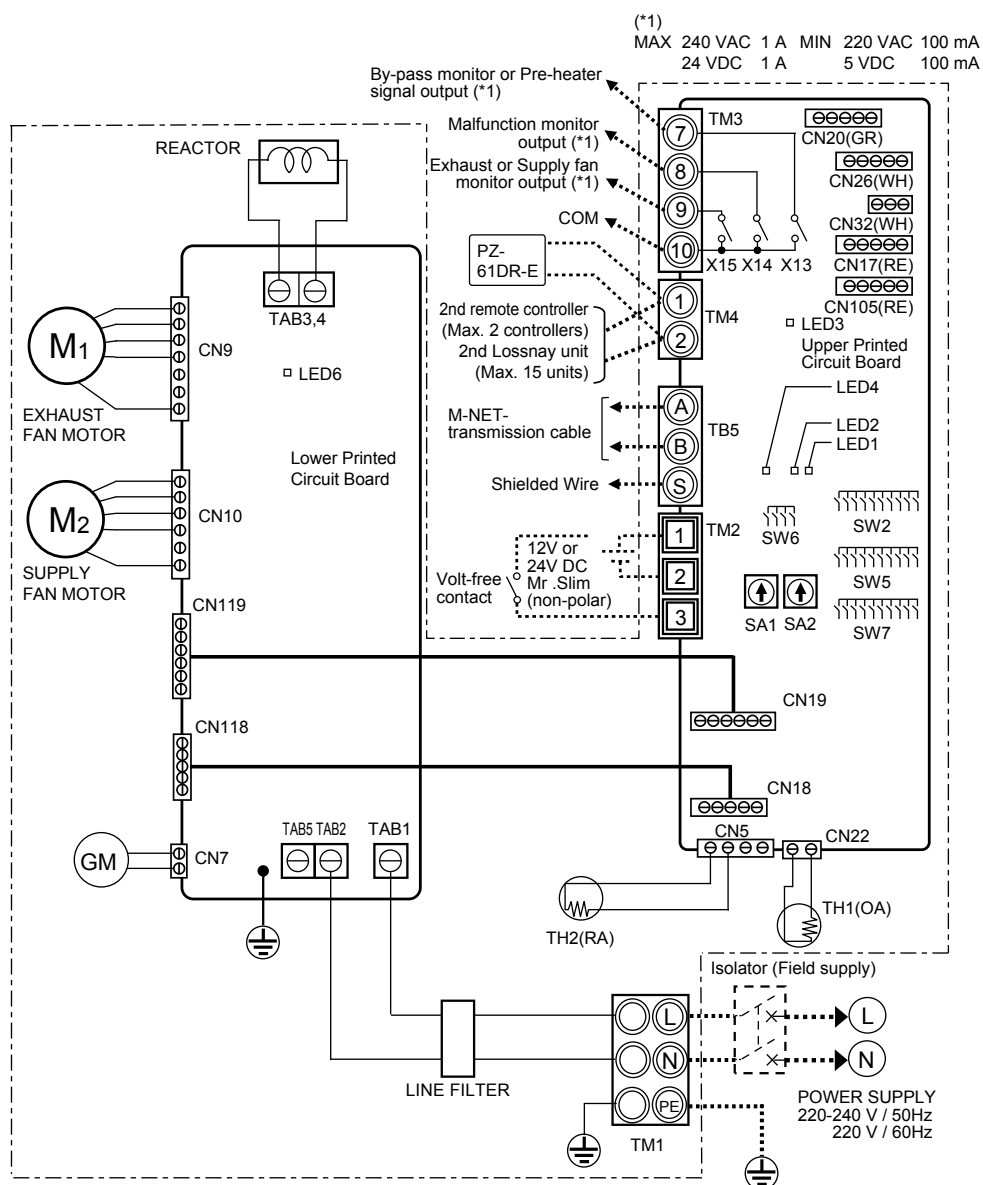 (*1)
MAX 240 VAC 1 A MIN 220 VAC 100 mA
24 VDC 1 A 5 VDC 100 mA
By-pass monitor or Pre-heater
signal output (*1)
Malfunction monitor
output (*1)
Exhaust or Supply fan
monitor output (*1)
COM
PZ-
61DR-E
2nd remote controller
(Max. 2 controllers)
2nd Lossnay unit
(Max. 15 units)
M-NET-
transmission cable
Shielded Wire
12V or
24V DC
Mr .Slim
(non-polar)
Volt-free
contact
7
8
9
10
TM3
X15 X14 X13
1
2
TM4
A
B
S
TB5
1
2
3
TM2
CN20(GR)
CN26(WH)
CN32(WH)
CN17(RE)
CN105(RE)
LED3
Upper Printed
Circuit Board
LED4
LED2
LED1
SW6
SW2
SW5
SW7
SA1 SA2
CN19
CN18
CN5
CN22
TH2(RA)
TH1(OA)
REACTOR
TAB3,4
M1
EXHAUST
FAN MOTOR
CN9
LED6
Lower Printed
Circuit Board
M2
SUPPLY
FAN MOTOR
CN10
CN119
CN118
GM
CN7
TAB5 TAB2 TAB1
LINE FILTER
L
N
PE
TM1
Isolator (Field supply)
L
N
POWER SUPPLY
220-240 V / 50Hz
220 V / 60Hz